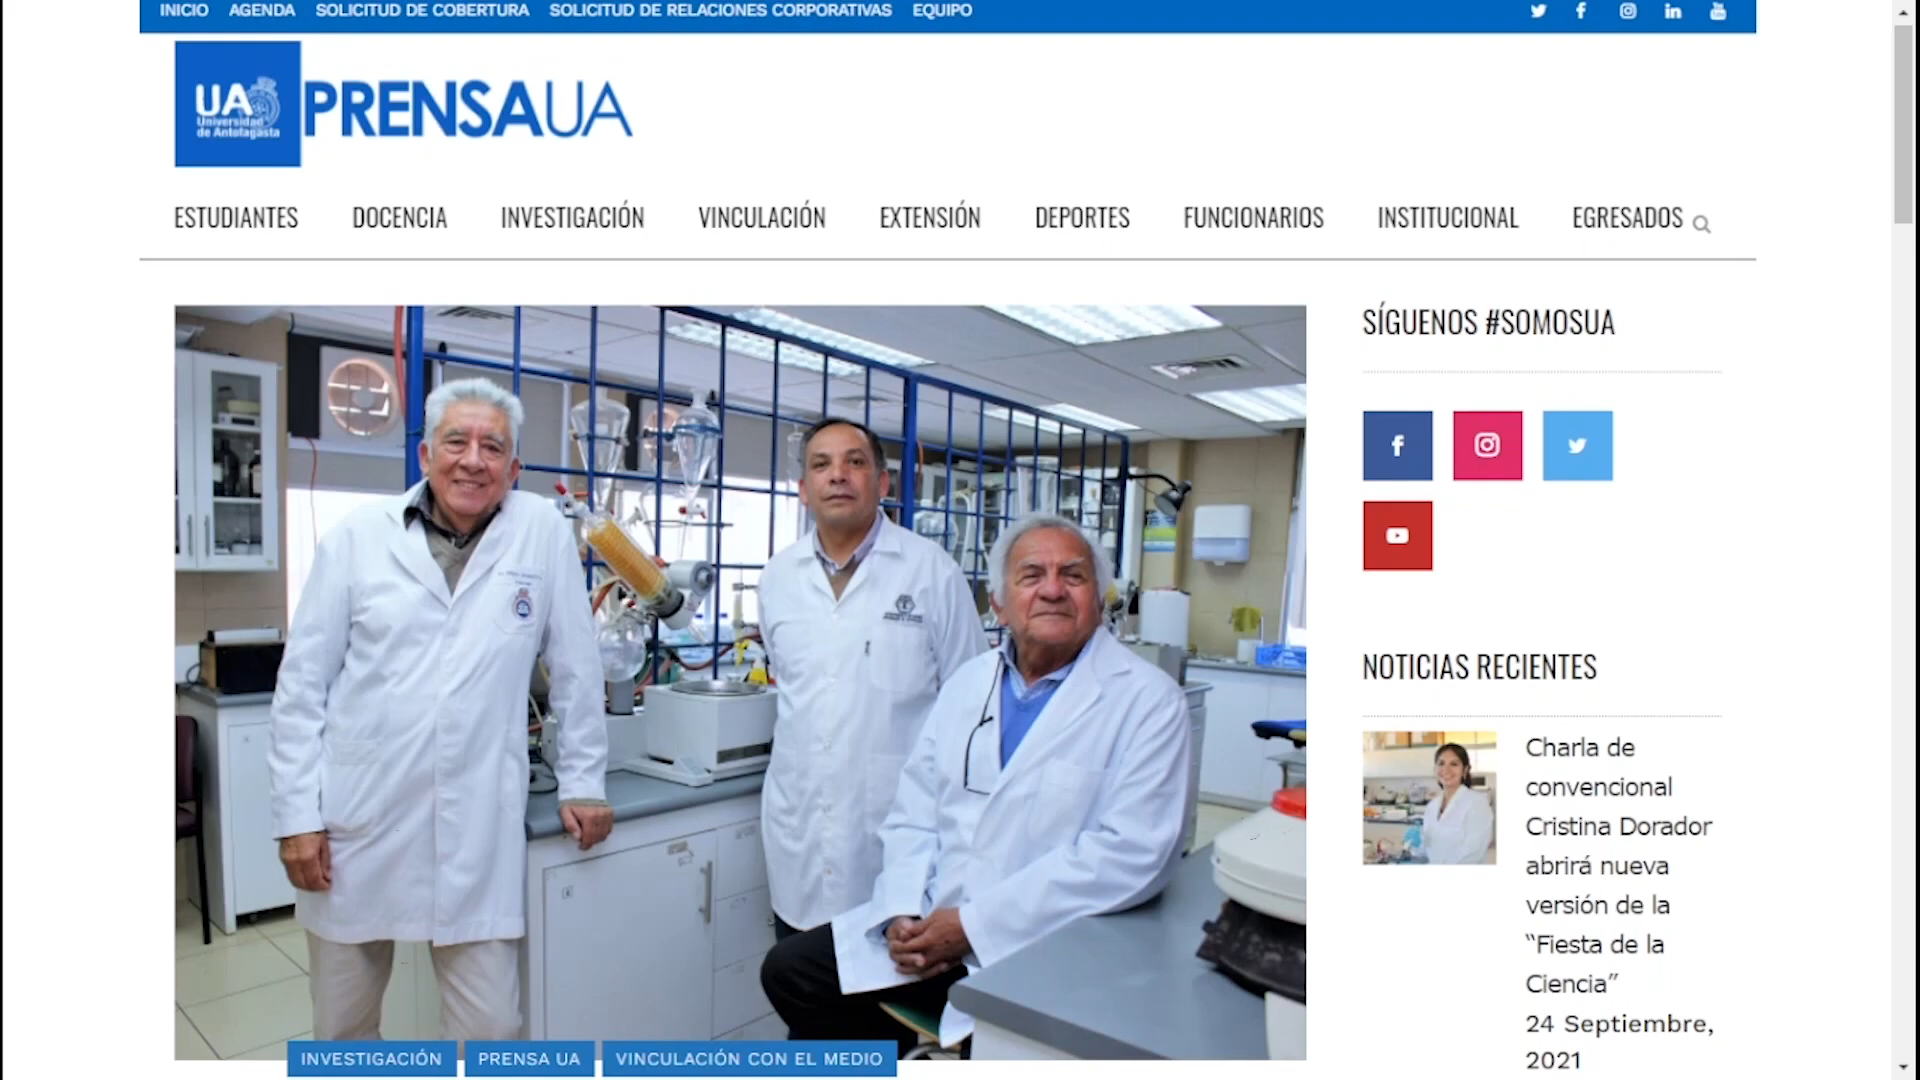 INICIO AGENDA SOLICITUD DE COBERTURA SOLICITUD DE RELACIONES CORPORATIVAS EQUIPO
UA
Universidad
de Antofagasta
PRENSAUA
ESTUDIANTES DOCENCIA INVESTIGACIÓN VINCULACIÓN EXTENSIÓN DEPORTES FUNCIONARIOS INSTITUCIONAL EGRESADOS
SÍGUENOS #SOMOSUA
NOTICIAS RECIENTES
Charla de
convencional
Cristina Dorador
abrirá nueva
versión de la
“Fiesta de la
Ciencia”
24 Septiembre,
2021
INVESTIGACIÓN PRENSA UA VINCULACIÓN CON EL MEDIO